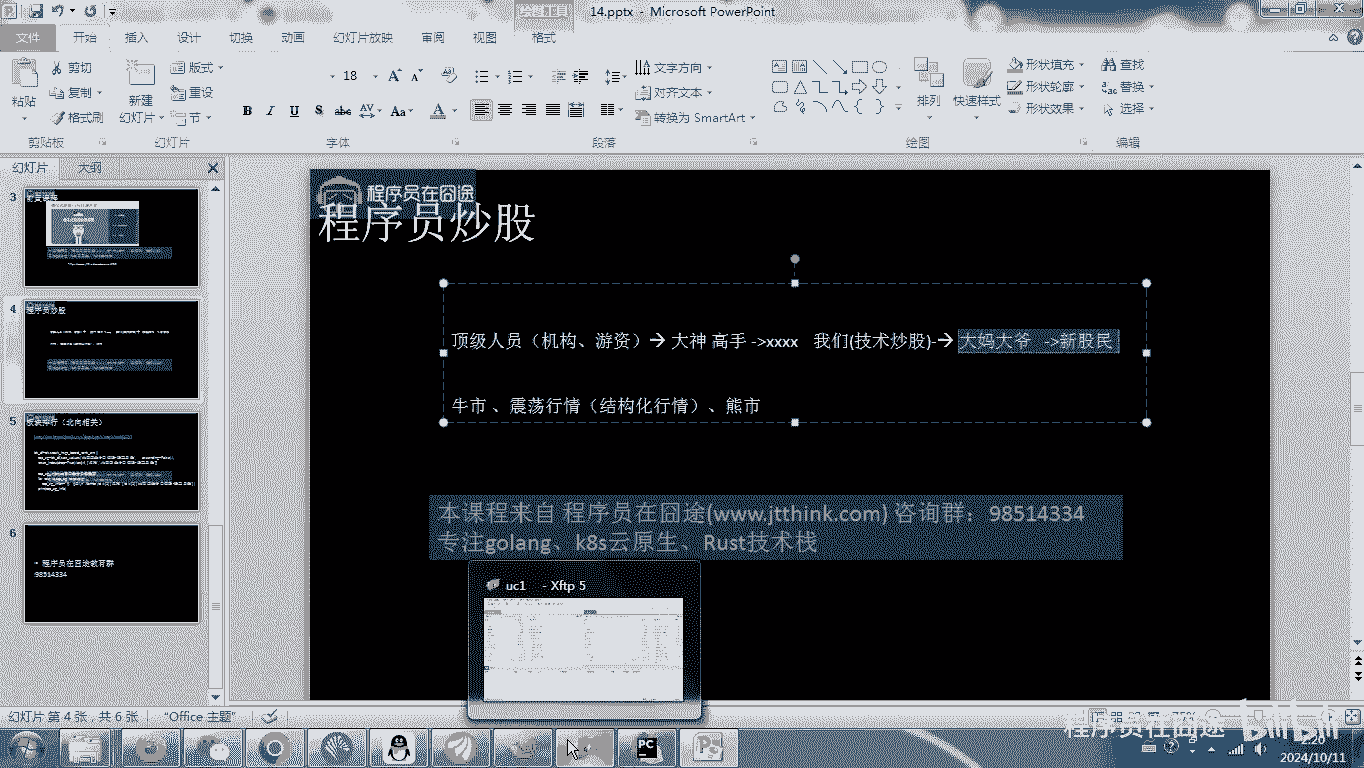 14.pptx - Microsoft PowerPoint
绘图工具
文件 开始 插入 设计 切换 动画 幻灯片放映 审阅 视图 格式
粘贴 剪切 复制 格式刷
新建 幻灯片 版式 重设 节
18
文字方向 对齐文本 转换为 SmartArt
排列 快速样式 形状填充 形状轮廓 形状效果
查找 替换 选择
剪贴板 幻灯片 字体 段落 绘图 编辑
幻灯片 大纲
3
4
程序员炒股
5
板块排行（北向相关）
6
• 程序员在囧途教育群
98514334
程序员在囧途
程序员炒股
顶级人员（机构、游资）→ 大神 高手 ->xxxx 我们(技术炒股)-→ 大妈大爷 ->新股民
牛市 、震荡行情（结构化行情）、熊市
本课程来自 程序员在囧途(www.jtthink.com) 咨询群：98514334
专注golang、k8s云原生、Rust技术栈
uc1 - Xftp 5
幻灯片 第 4 张，共 6 张 "Office 主题"
程序员在囧途 bilibili
2024/10/11